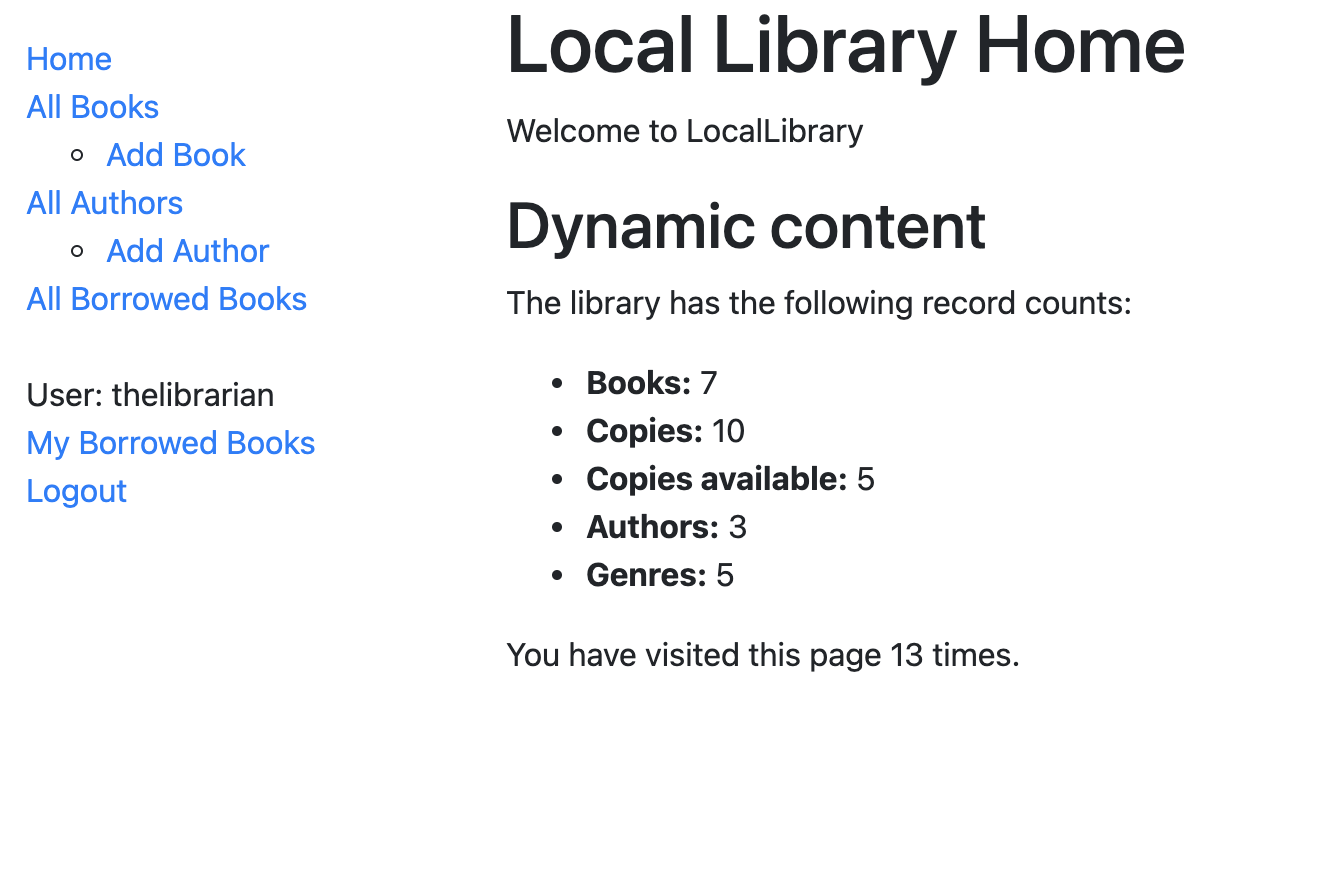 Home
All Books
Add Book
All Authors
Add Author
All Borrowed Books
User: thelibrarian
My Borrowed Books
Logout
Local Library Home
Welcome to LocalLibrary
Dynamic content
The library has the following record counts:
Books: 7
Copies: 10
Copies available: 5
Authors: 3
Genres: 5
You have visited this page 13 times.